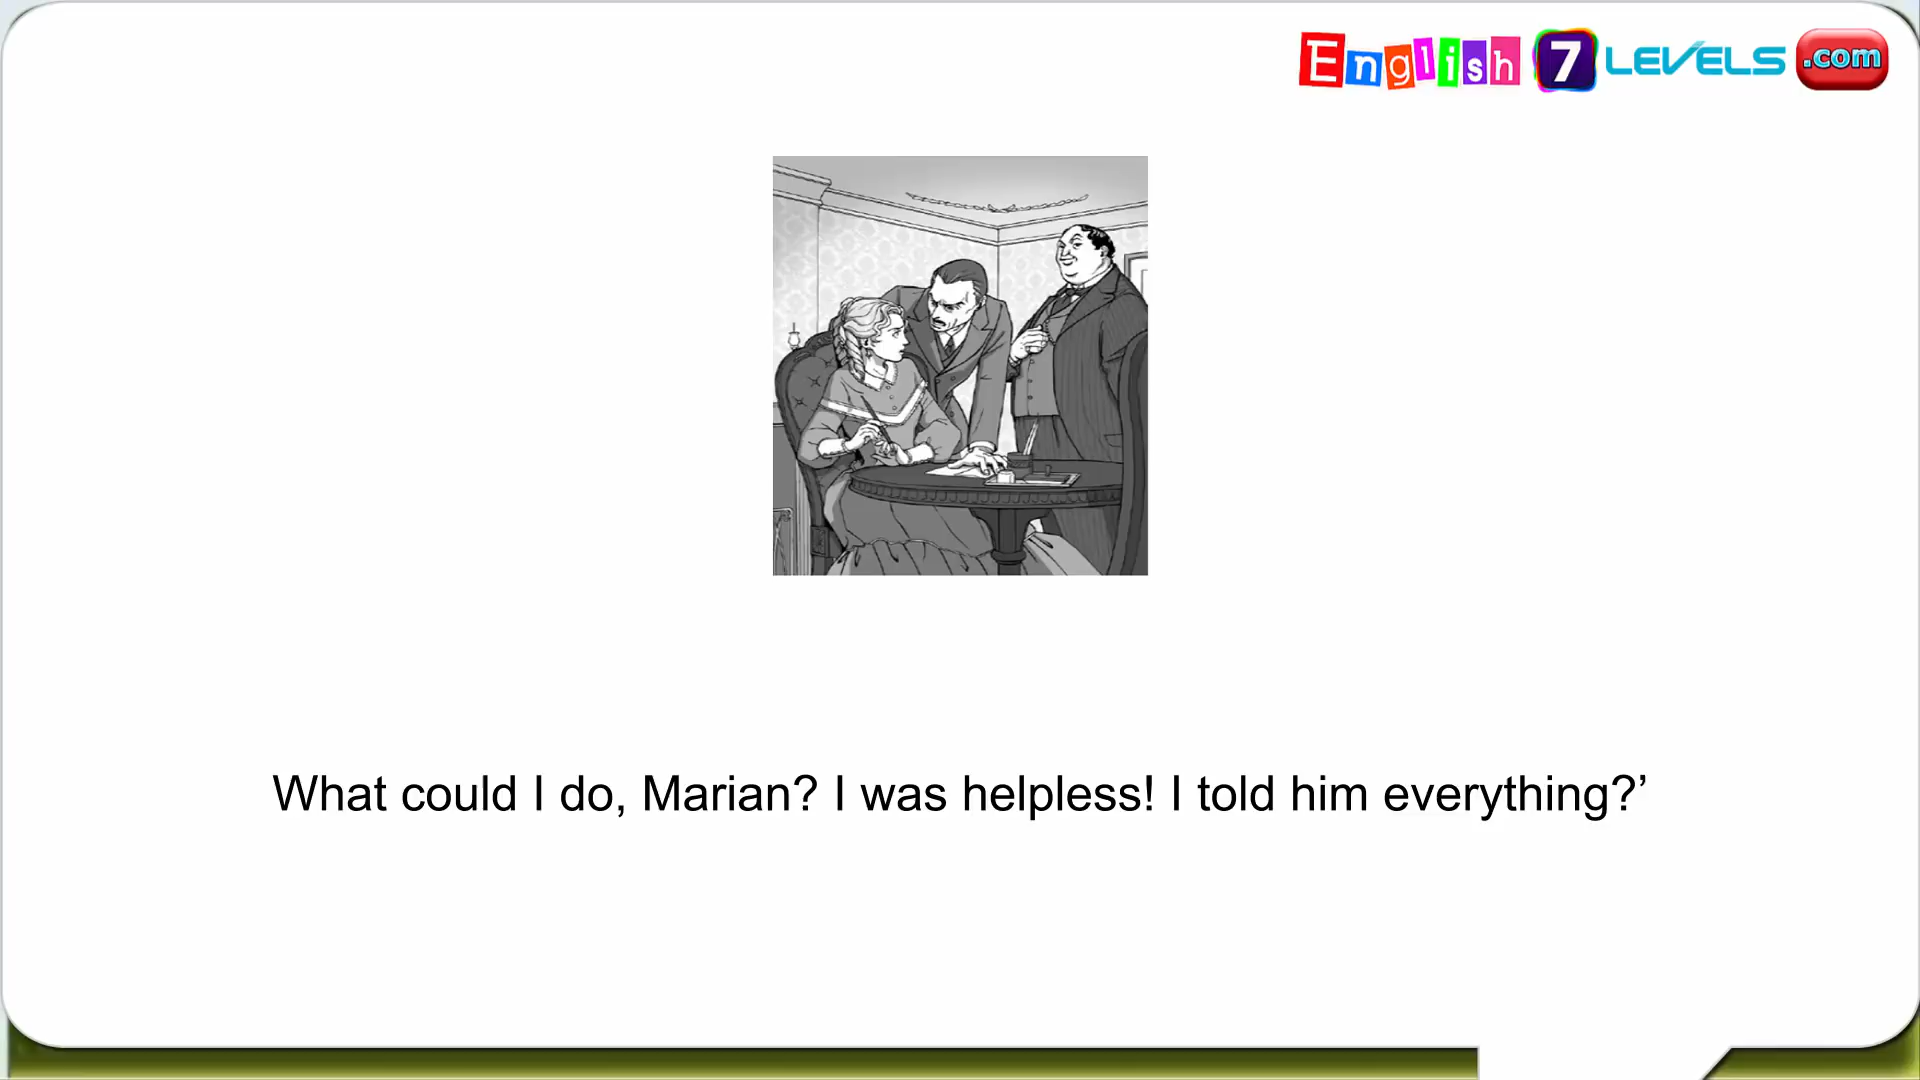 English 7 LEVELS .com
What could I do, Marian? I was helpless! I told him everything?’